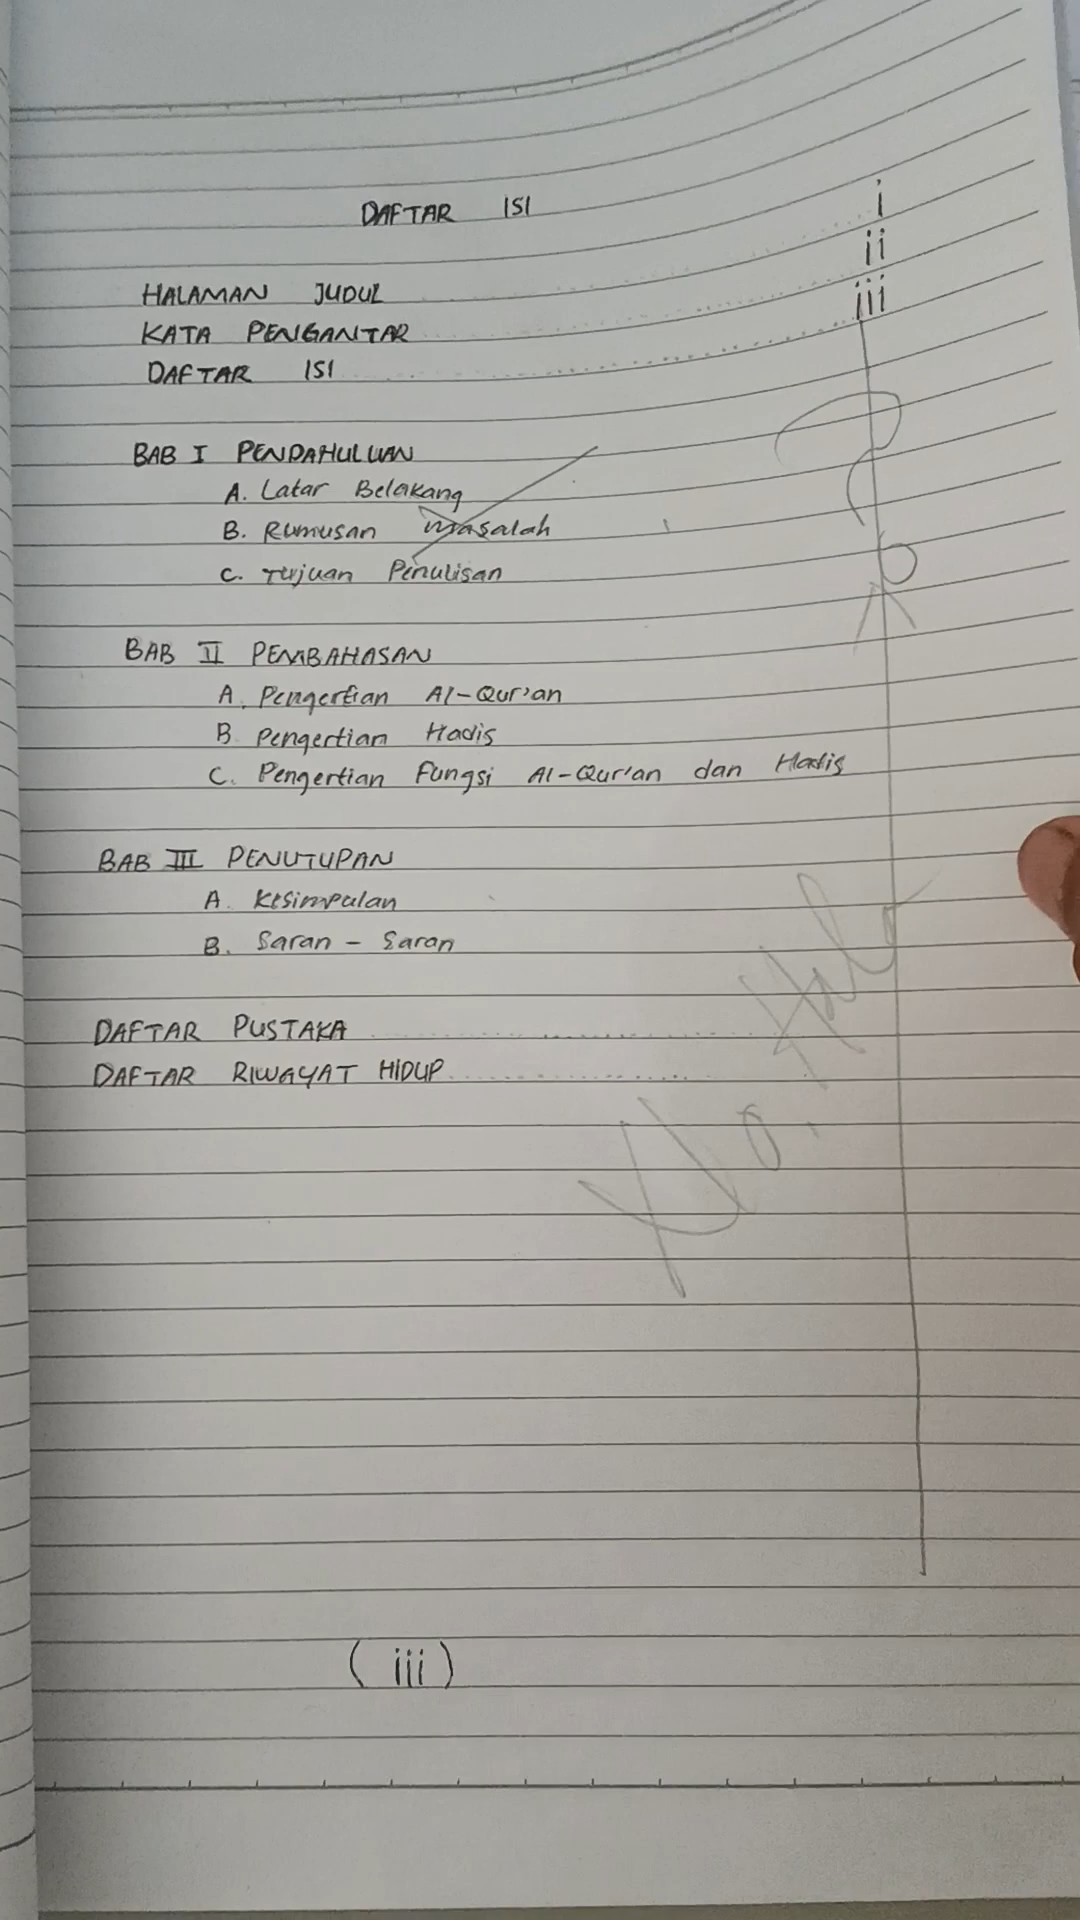 DAFTAR ISI
HALAMAN JUDUL ........ i
KATA PENGANTAR ........ ii
DAFTAR ISI ........ iii
BAB I PENDAHULUAN
A. Latar Belakang
B. Rumusan Masalah
C. Tujuan Penulisan
?
BAB II PEMBAHASAN
A. Pengertian Al-Qur'an
B. Pengertian Hadis
C. Pengertian Fungsi Al-Qur'an dan Hadis
BAB III PENUTUPAN
A. Kesimpulan
B. Saran - Saran
DAFTAR PUSTAKA ........
DAFTAR RIWAYAT HIDUP ........
No.
( iii )